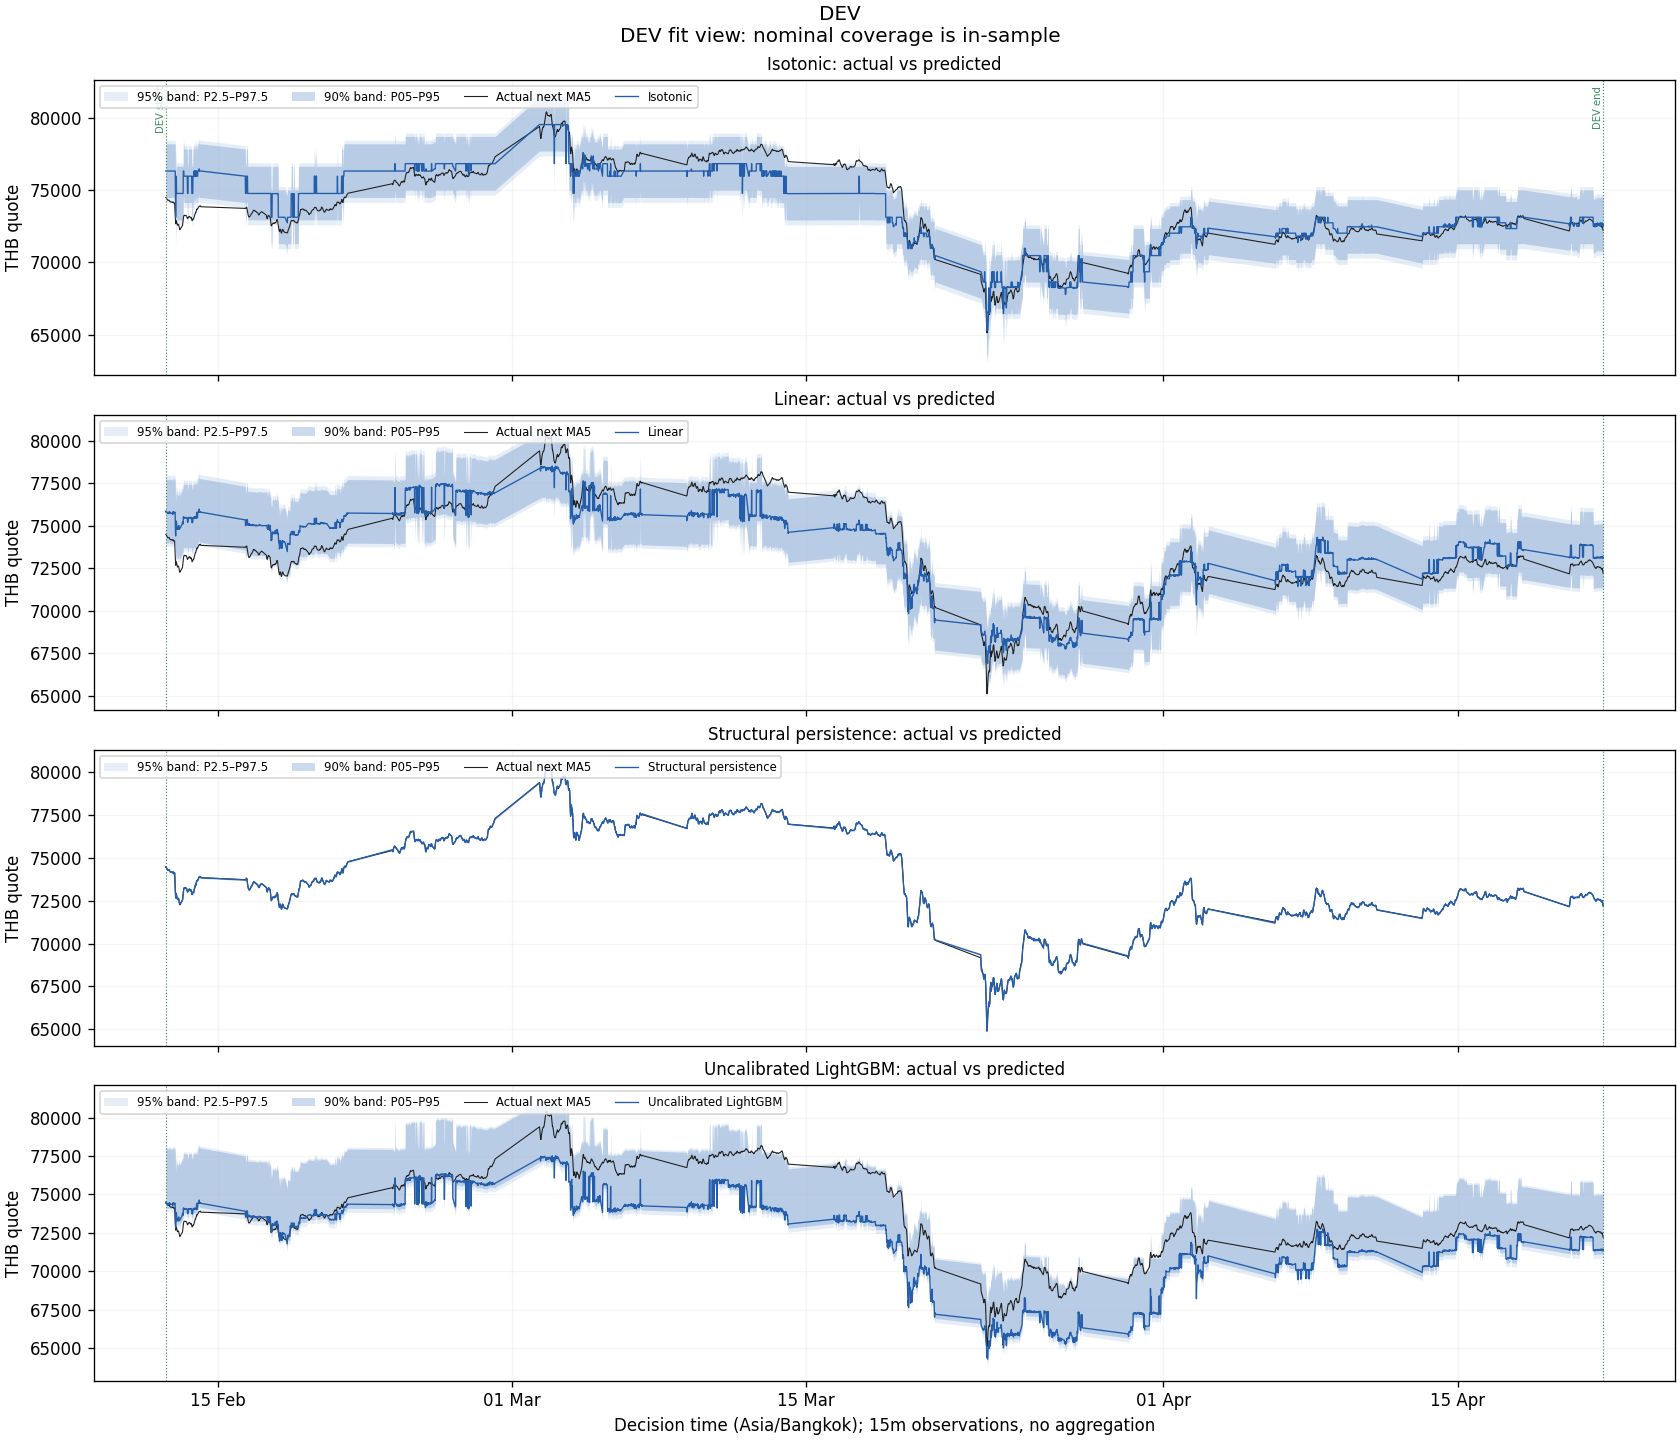 DEV
DEV fit view: nominal coverage is in-sample
Isotonic: actual vs predicted
95% band: P2.5–P97.5 90% band: P05–P95 Actual next MA5 Isotonic
DEV
DEV end
THB quote
80000
75000
70000
65000
Linear: actual vs predicted
95% band: P2.5–P97.5 90% band: P05–P95 Actual next MA5 Linear
THB quote
80000
77500
75000
72500
70000
67500
65000
Structural persistence: actual vs predicted
95% band: P2.5–P97.5 90% band: P05–P95 Actual next MA5 Structural persistence
THB quote
80000
77500
75000
72500
70000
67500
65000
Uncalibrated LightGBM: actual vs predicted
95% band: P2.5–P97.5 90% band: P05–P95 Actual next MA5 Uncalibrated LightGBM
THB quote
80000
77500
75000
72500
70000
67500
65000
15 Feb 01 Mar 15 Mar 01 Apr 15 Apr
Decision time (Asia/Bangkok); 15m observations, no aggregation